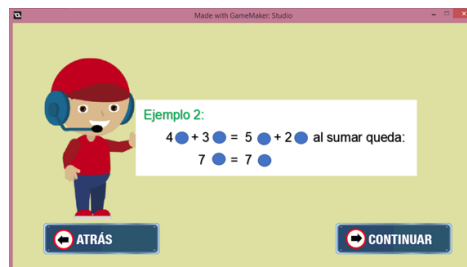 Made with GameMaker: Studio
Ejemplo 2:
4 + 3 = 5 + 2 al sumar queda:
7 = 7
ATRÁS
CONTINUAR